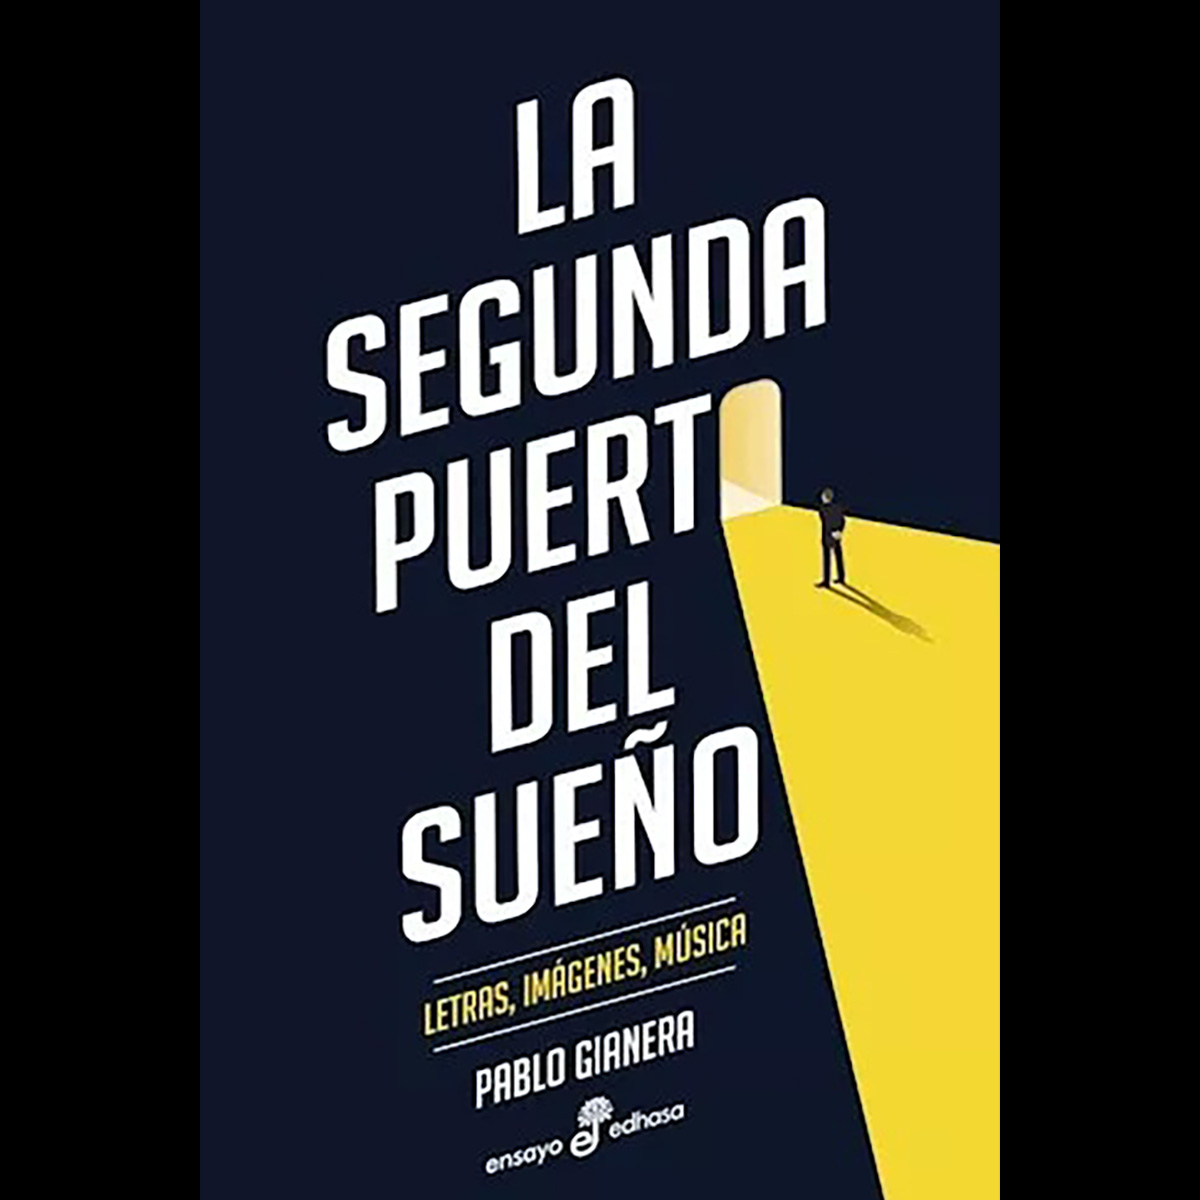 LA
SEGUNDA
PUERT
DEL
SUEÑO
LETRAS, IMÁGENES, MÚSICA
PABLO GIANERA
ensayo edhasa